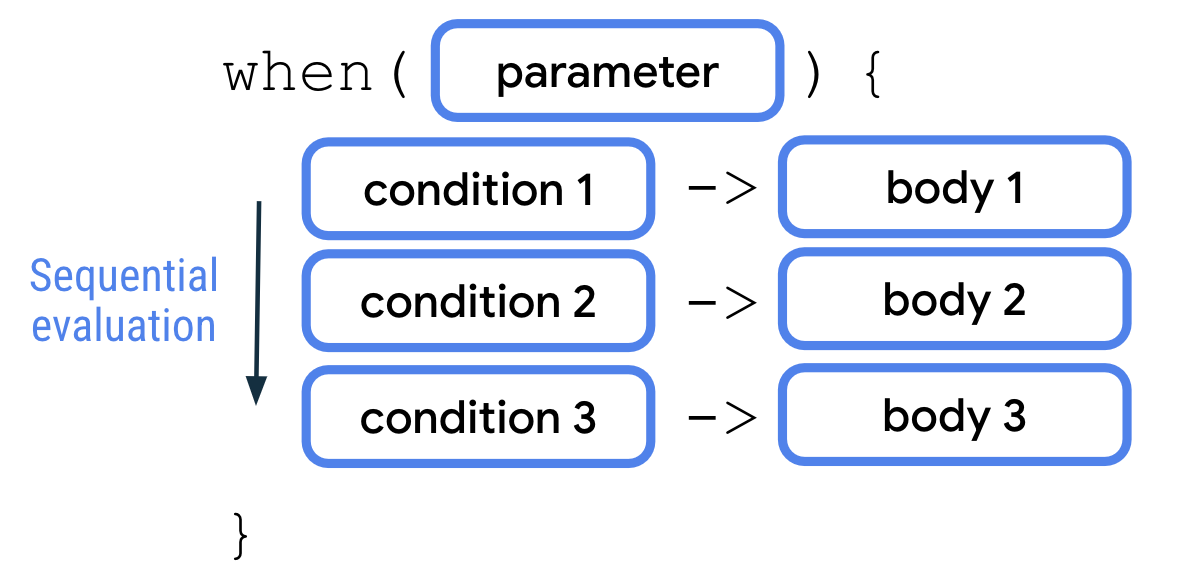 when ( parameter ) {
condition 1 -> body 1
Sequential
evaluation
condition 2 -> body 2
condition 3 -> body 3
}